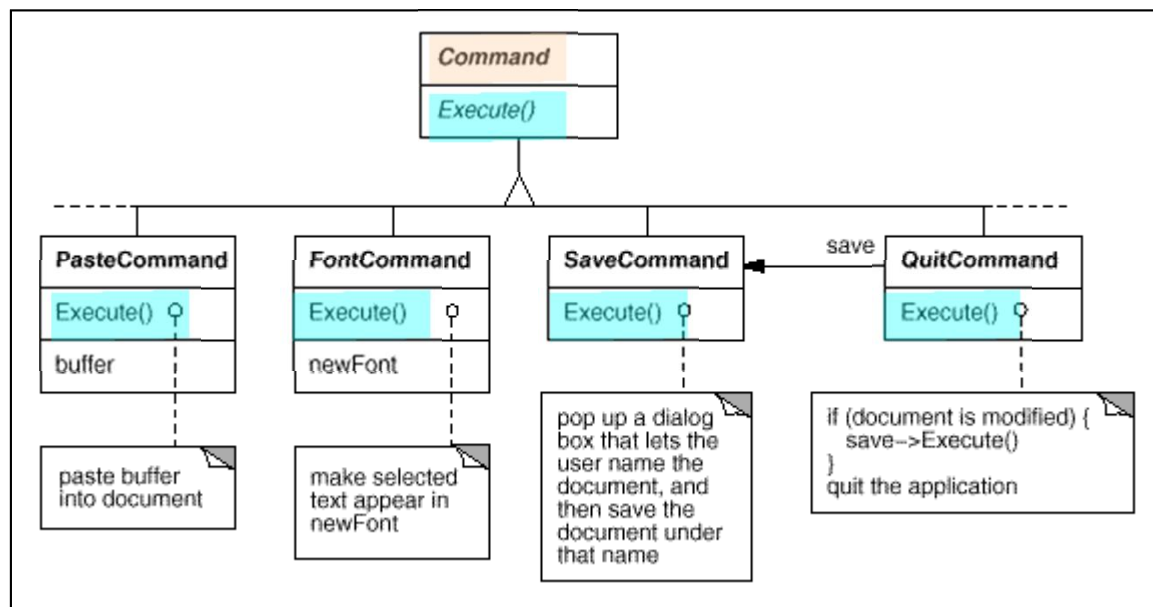 Command
Execute()
PasteCommand
Execute()
buffer
paste buffer
into document
FontCommand
Execute()
newFont
make selected
text appear in
newFont
SaveCommand
Execute()
pop up a dialog
box that lets the
user name the
document, and
then save the
document under
that name
save
QuitCommand
Execute()
if (document is modified) {
save->Execute()
}
quit the application